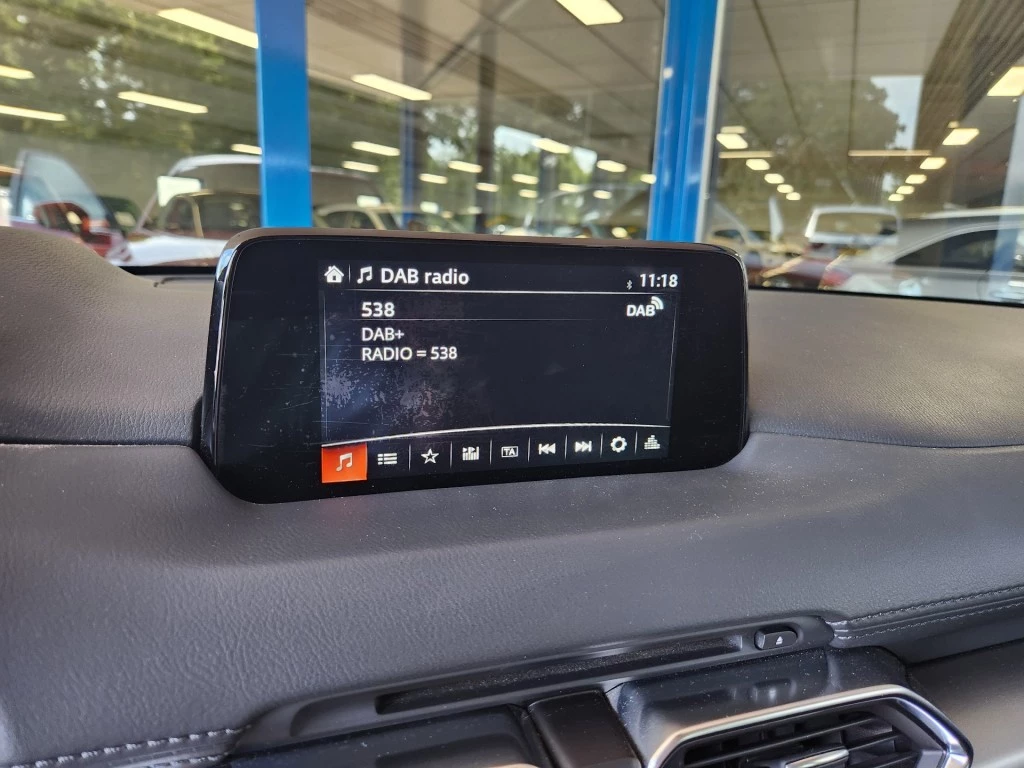 DAB radio 11:18
538 DAB
DAB+
RADIO = 538
TA